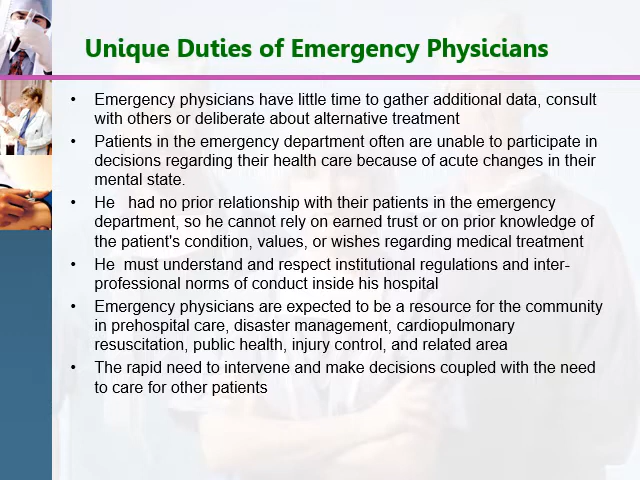 Unique Duties of Emergency Physicians
• Emergency physicians have little time to gather additional data, consult
with others or deliberate about alternative treatment
• Patients in the emergency department often are unable to participate in
decisions regarding their health care because of acute changes in their
mental state.
• He   had no prior relationship with their patients in the emergency
department, so he cannot rely on earned trust or on prior knowledge of
the patient's condition, values, or wishes regarding medical treatment
• He  must understand and respect institutional regulations and inter-
professional norms of conduct inside his hospital
• Emergency physicians are expected to be a resource for the community
in prehospital care, disaster management, cardiopulmonary
resuscitation, public health, injury control, and related area
• The rapid need to intervene and make decisions coupled with the need
to care for other patients